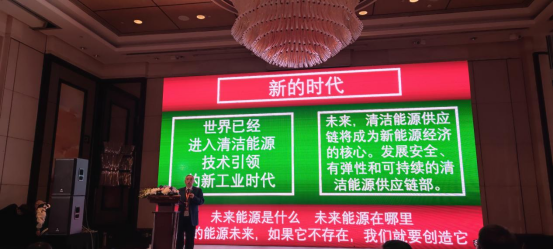 新的时代
世界已经
进入清洁能源
技术引领
的新工业时代
未来，清洁能源供应
链将成为新能源经济
的核心。发展安全、
有弹性和可持续的清
洁能源供应链部。
未来能源是什么 未来能源在哪里
的能源未来，如果它不存在，我们就要创造它